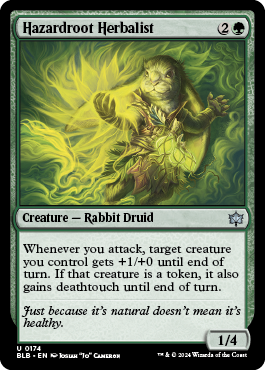 Hazardroot Herbalist 2
Creature — Rabbit Druid
Whenever you attack, target creature
you control gets +1/+0 until end of
turn. If that creature is a token, it also
gains deathtouch until end of turn.
Just because it's natural doesn't mean it's
healthy.
1/4
U 0174
BLB • EN Josiah "Jo" Cameron
™ & © 2024 Wizards of the Coast